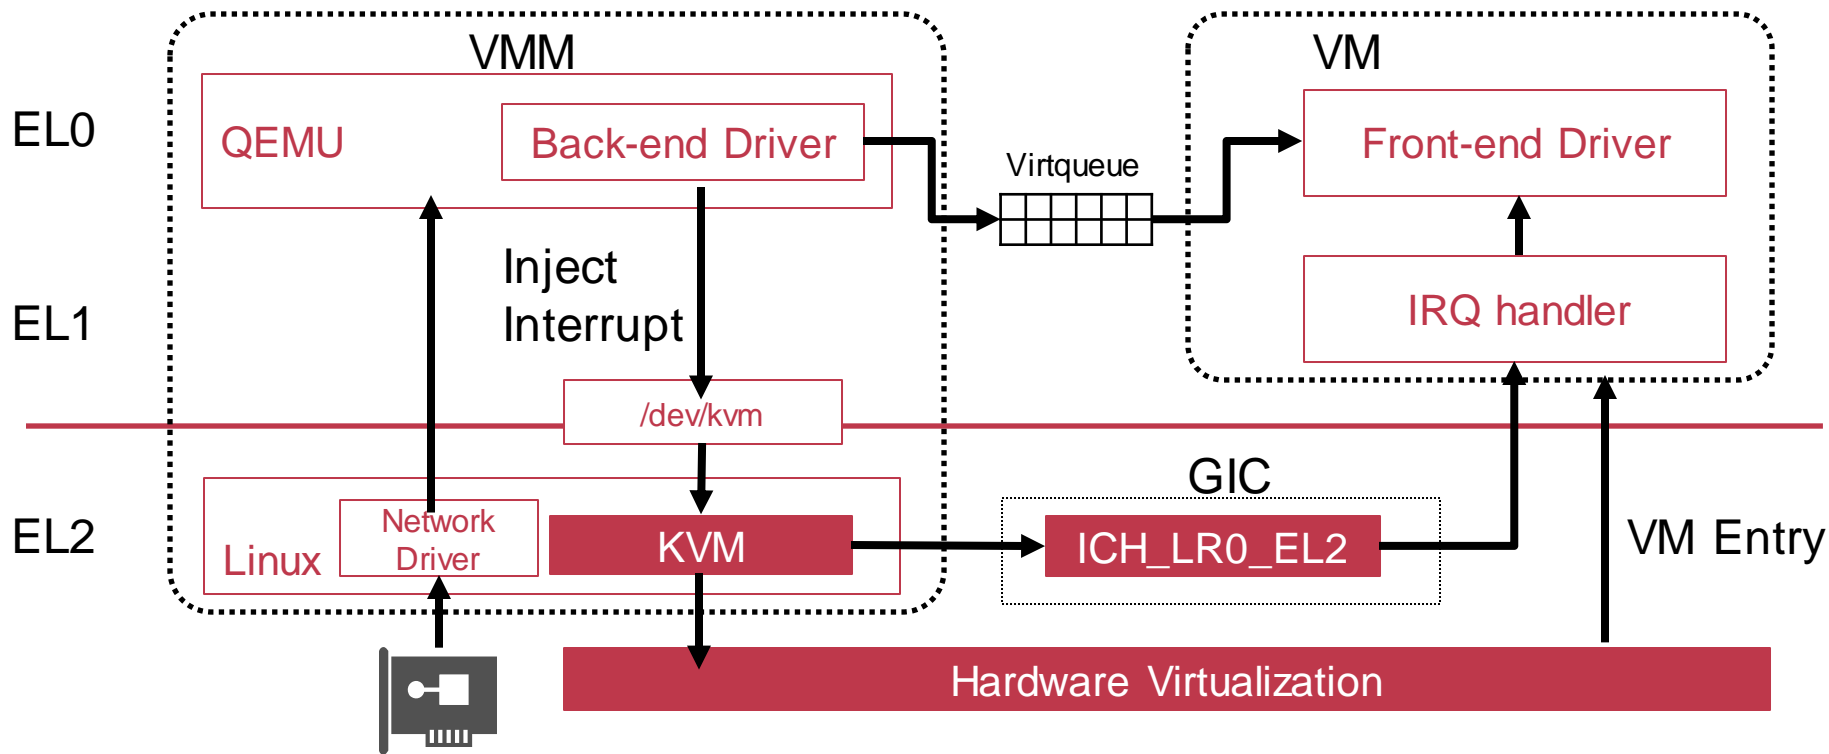 VMM
VM
EL0
QEMU
Back-end Driver
Virtqueue
Front-end Driver
Inject
Interrupt
EL1
IRQ handler
/dev/kvm
GIC
EL2
Linux
Network
Driver
KVM
ICH_LR0_EL2
VM Entry
Hardware Virtualization